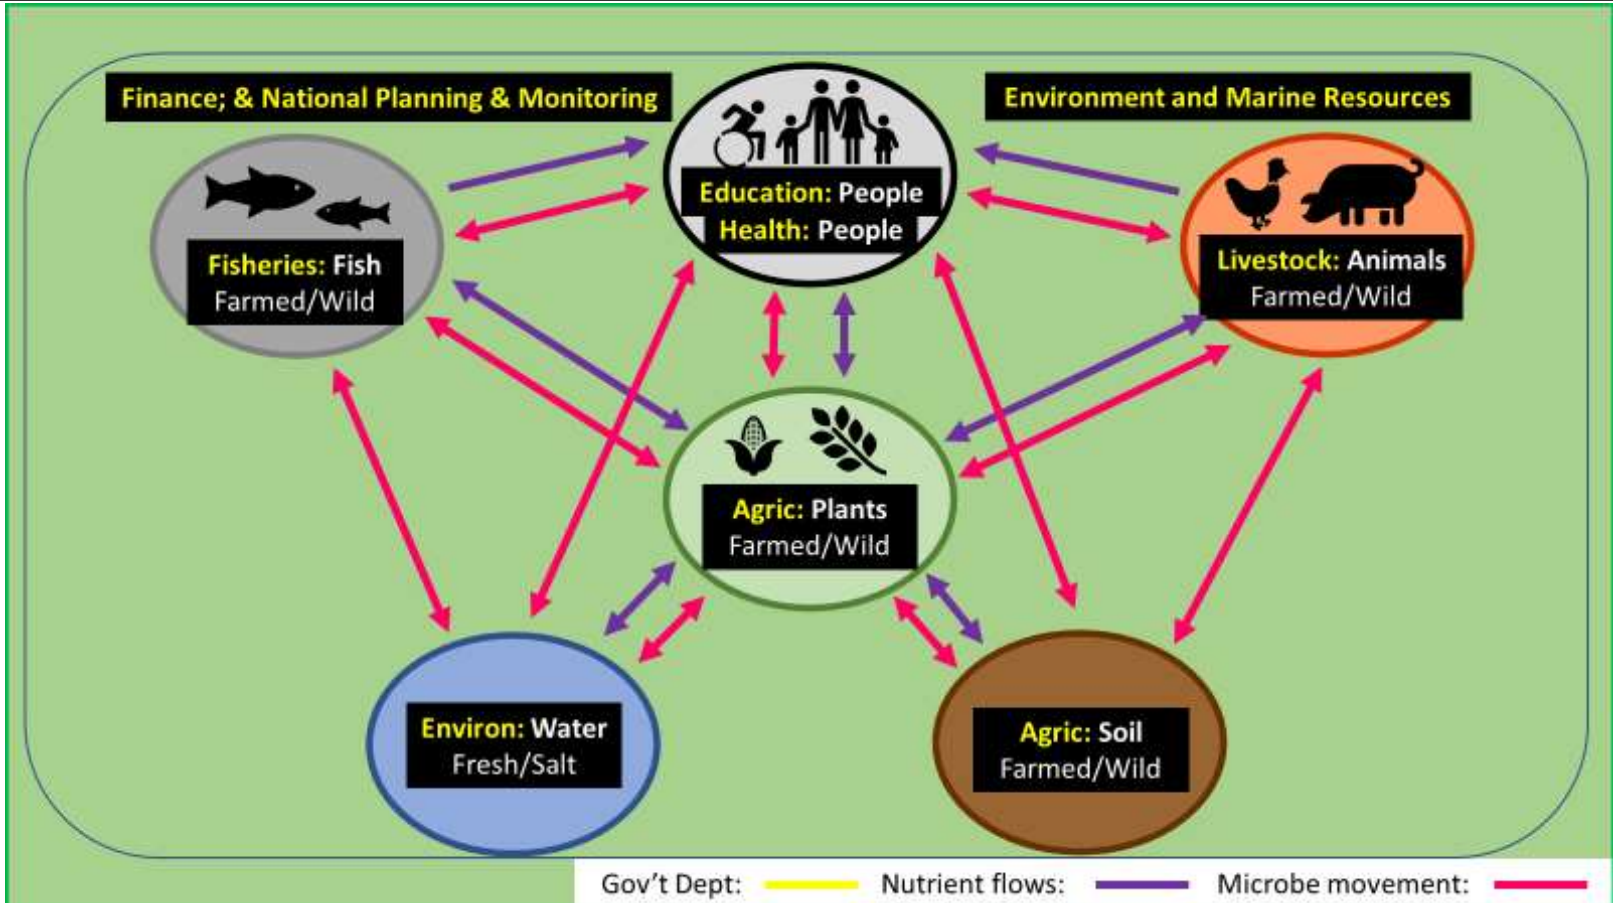 Finance; & National Planning & Monitoring
Environment and Marine Resources
Education: People
Health: People
Fisheries: Fish
Farmed/Wild
Livestock: Animals
Farmed/Wild
Agric: Plants
Farmed/Wild
Environ: Water
Fresh/Salt
Agric: Soil
Farmed/Wild
Gov't Dept: Nutrient flows: Microbe movement: